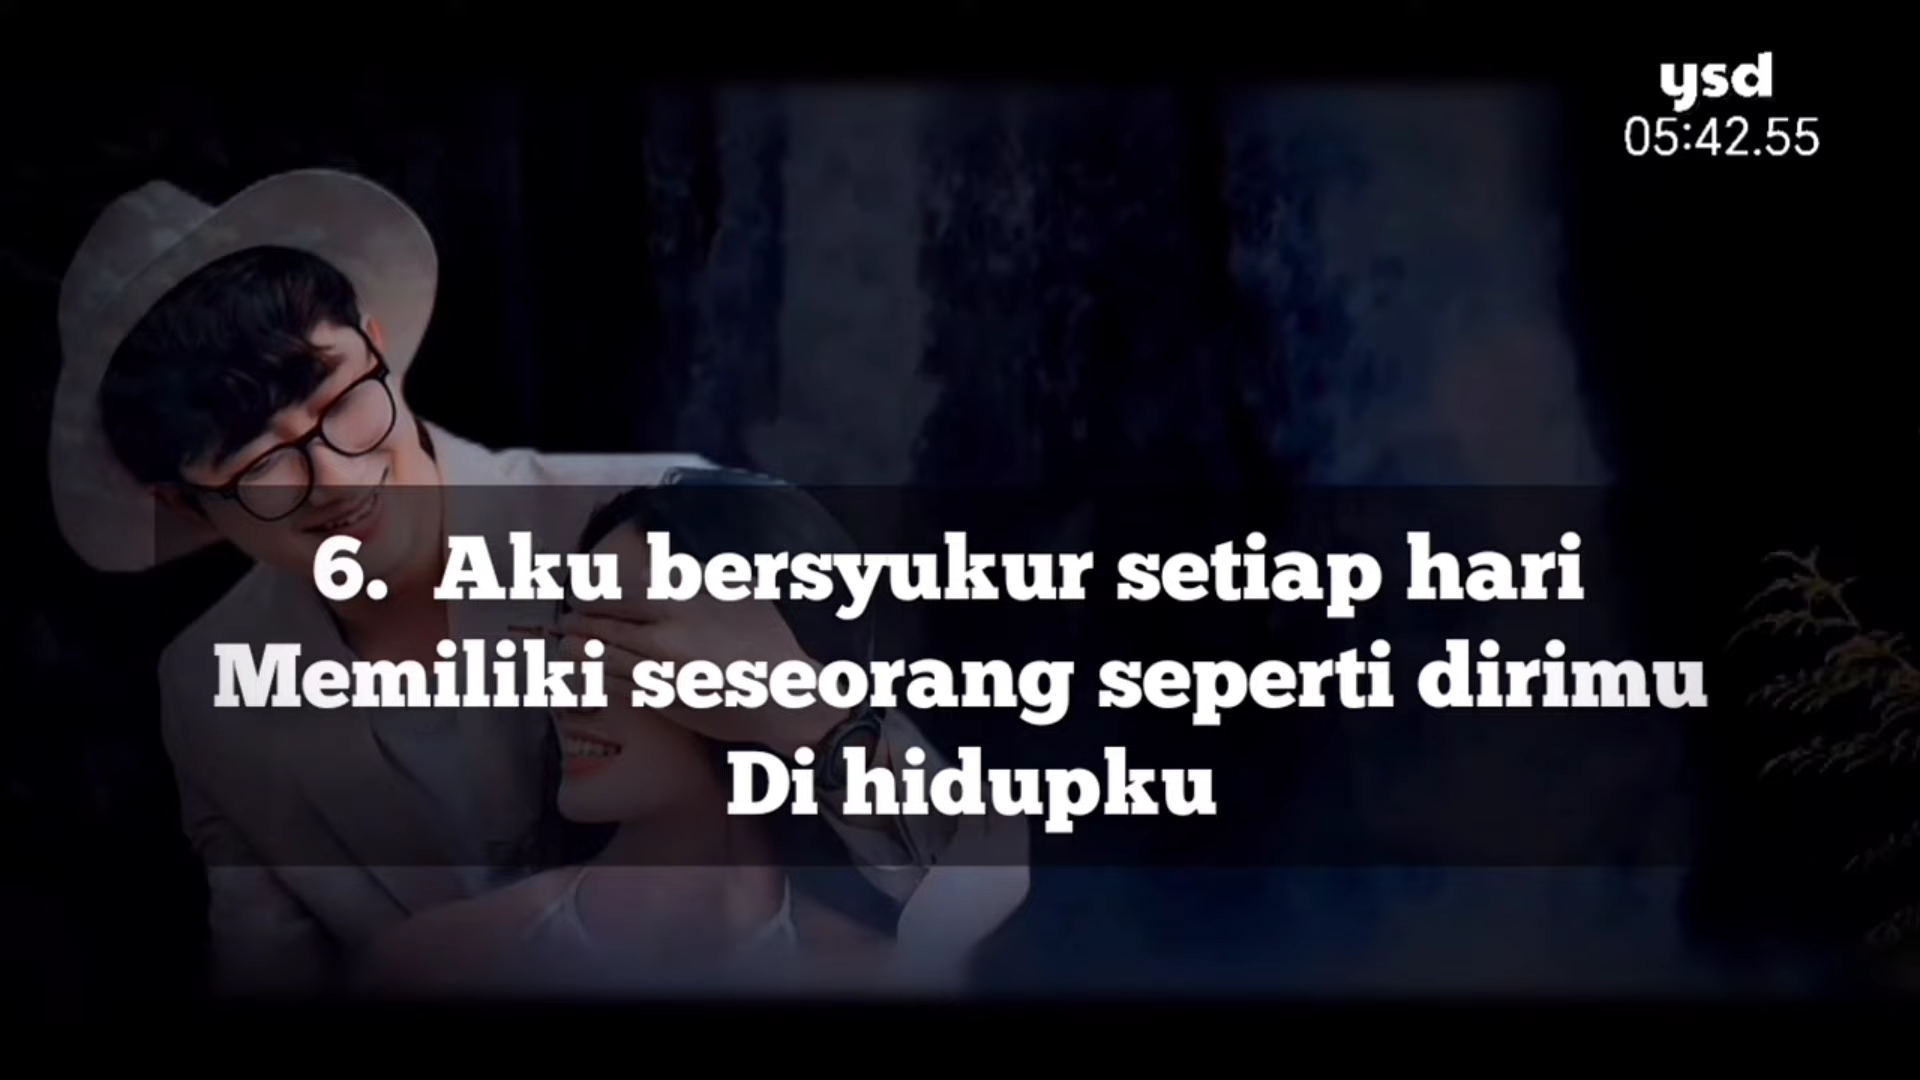 ysd
05:42.55
6. Aku bersyukur setiap hari
Memiliki seseorang seperti dirimu
Di hidupku